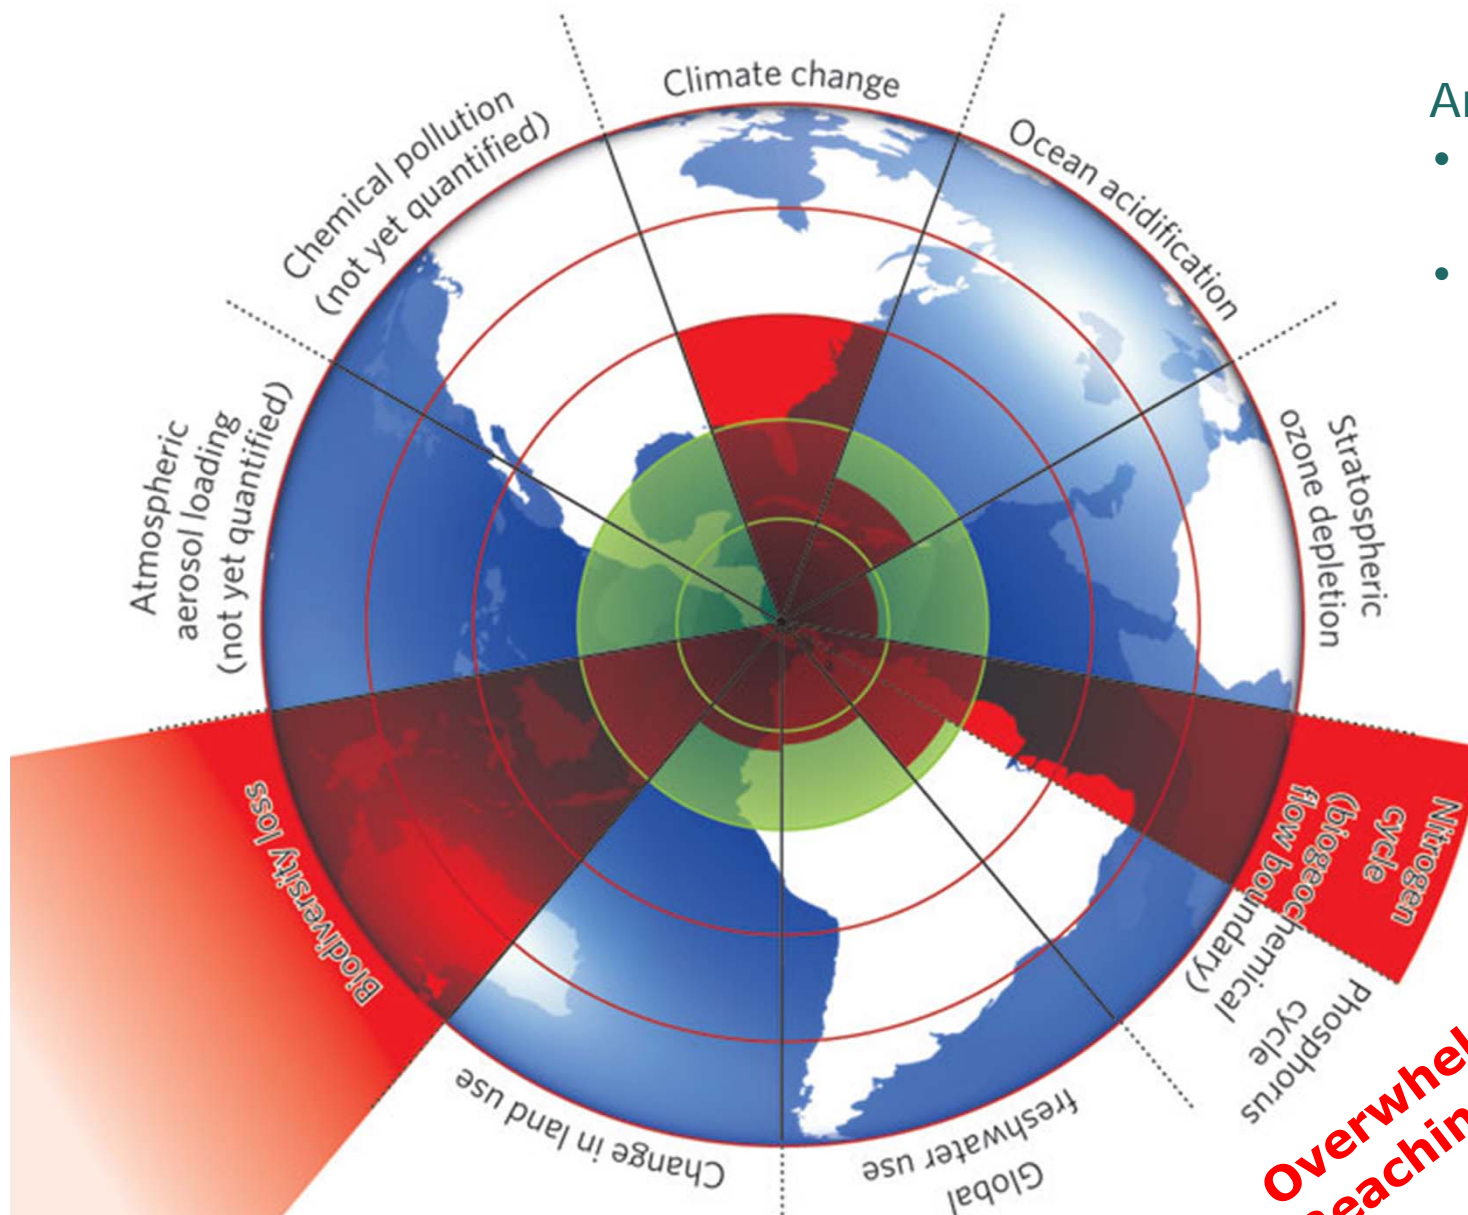 Climate change
Ocean acidification
Stratospheric
ozone depletion
Nitrogen
cycle
(biogeochemical
flow boundary)
Phosphorus
cycle
Global
freshwater use
Change in land use
Biodiversity loss
Atmospheric
aerosol loading
(not yet quantified)
Chemical pollution
(not yet quantified)